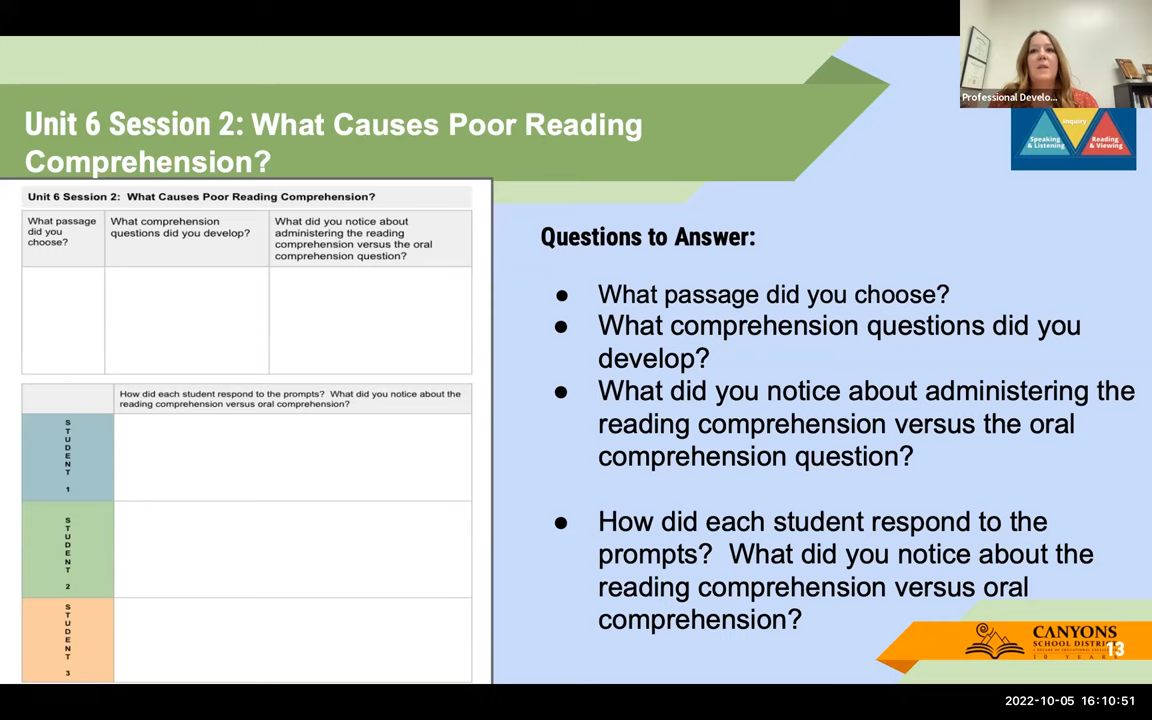 Professional Develo...
inquiry
Speaking
& Listening
Reading
& Viewing
Unit 6 Session 2: What Causes Poor Reading
Comprehension?
Unit 6 Session 2: What Causes Poor Reading Comprehension?
What passage
did you
choose?
What comprehension
questions did you develop?
What did you notice about
administering the reading
comprehension versus the oral
comprehension question?
How did each student respond to the prompts? What did you notice about the
reading comprehension versus oral comprehension?
STUDENT 1
STUDENT 2
STUDENT 3
Questions to Answer:
● What passage did you choose?
● What comprehension questions did you
develop?
● What did you notice about administering the
reading comprehension versus the oral
comprehension question?
● How did each student respond to the
prompts? What did you notice about the
reading comprehension versus oral
comprehension?
CANYONS
SCHOOL DISTRICT
13
2022-10-05 16:10:51